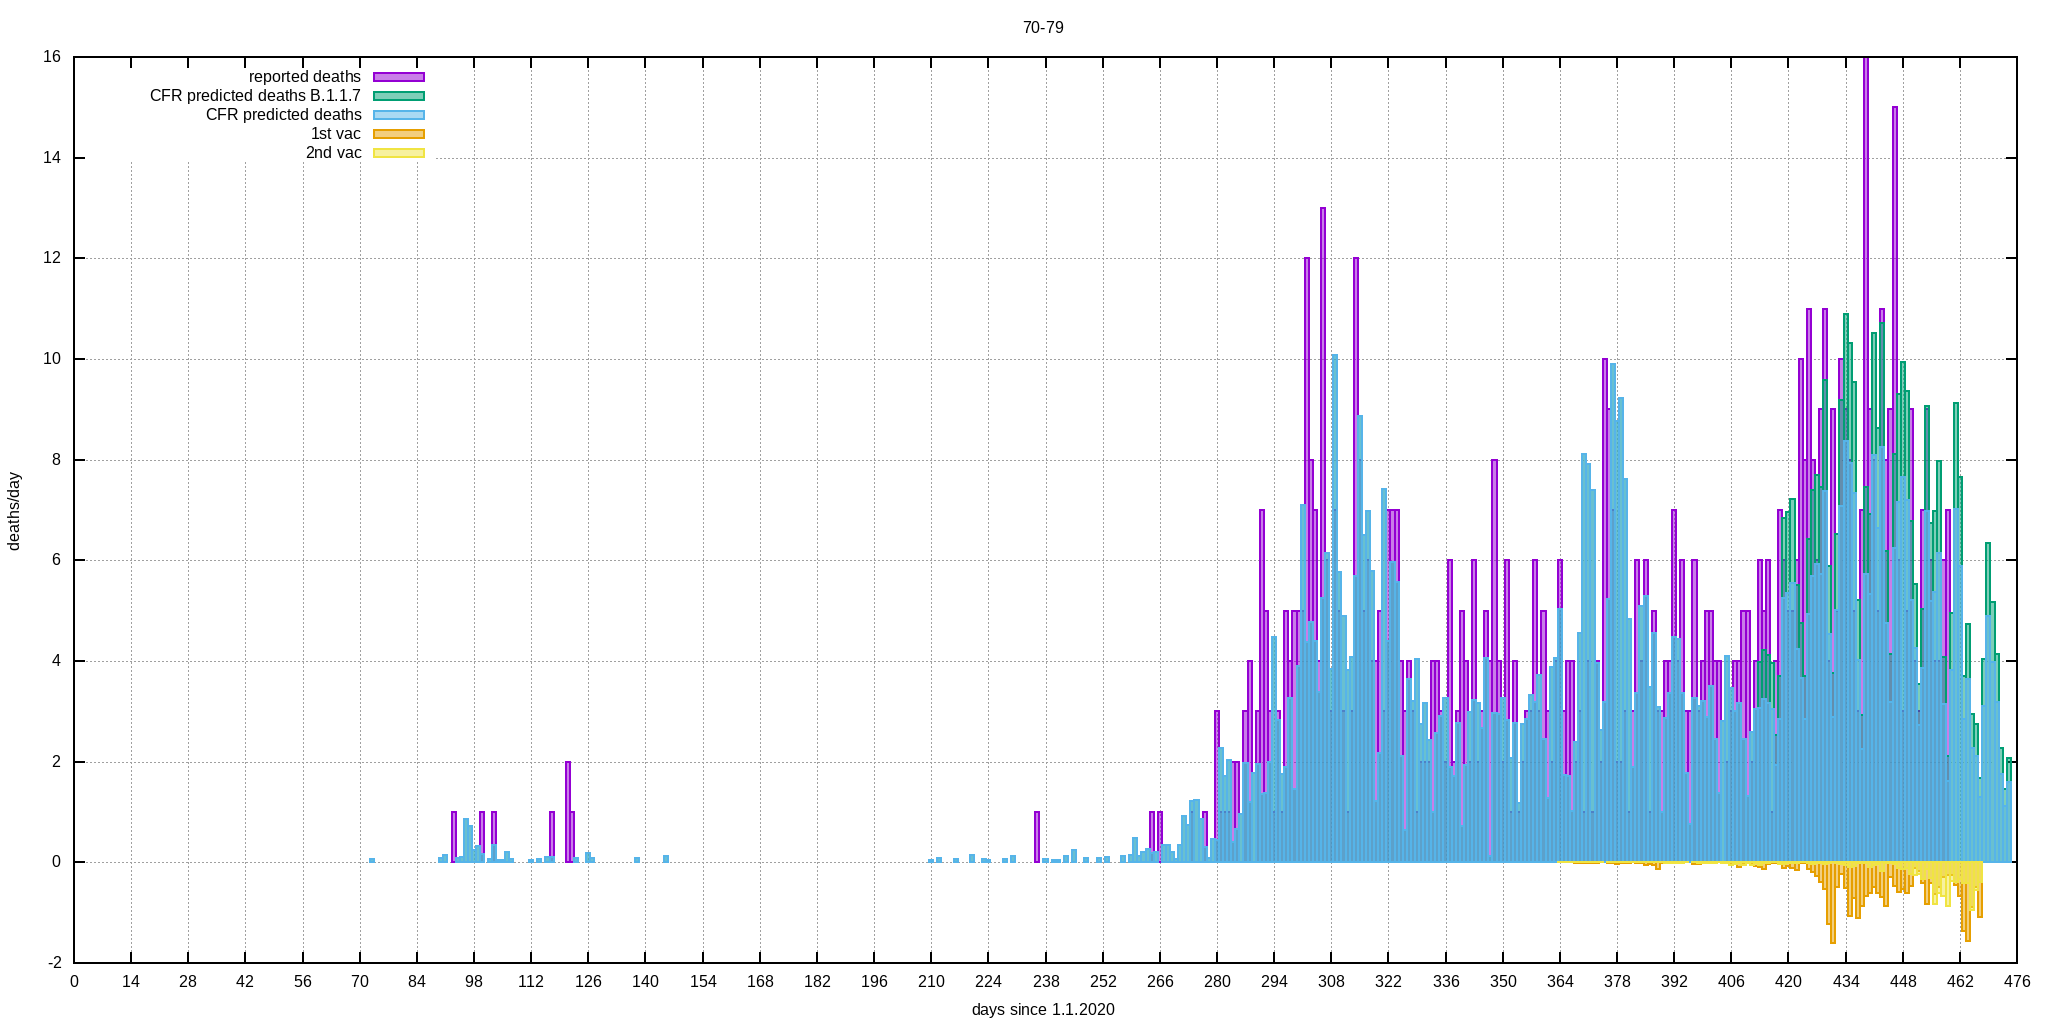 70-79
16
14
12
10
8
6
4
2
0
-2
deaths/day
reported deaths
CFR predicted deaths B.1.1.7
CFR predicted deaths
1st vac
2nd vac
0 14 28 42 56 70 84 98 112 126 140 154 168 182 196 210 224 238 252 266 280 294 308 322 336 350 364 378 392 406 420 434 448 462 476
days since 1.1.2020